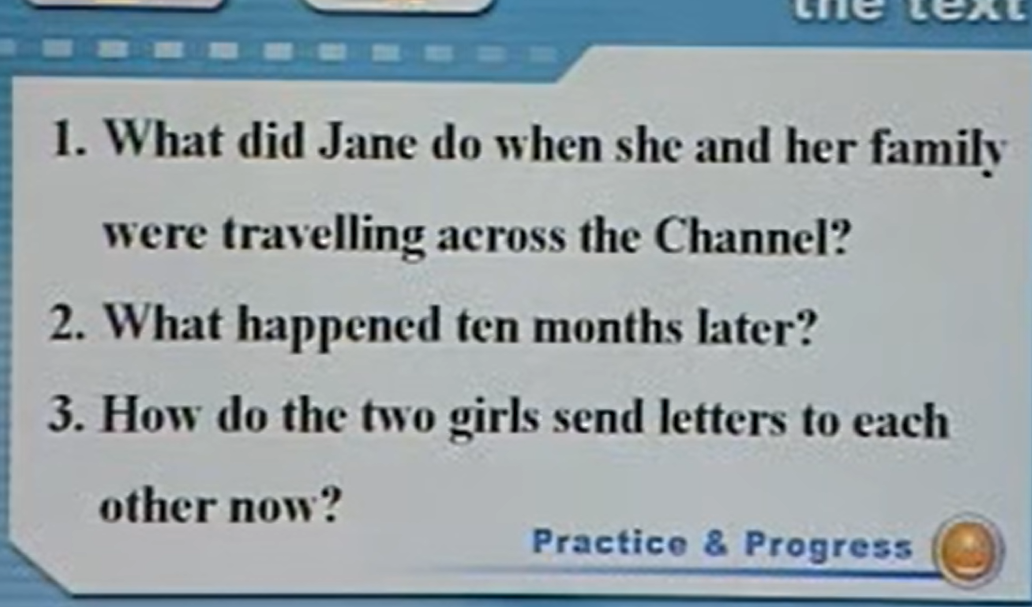 the text
1. What did Jane do when she and her family
were travelling across the Channel?
2. What happened ten months later?
3. How do the two girls send letters to each
other now?
Practice & Progress